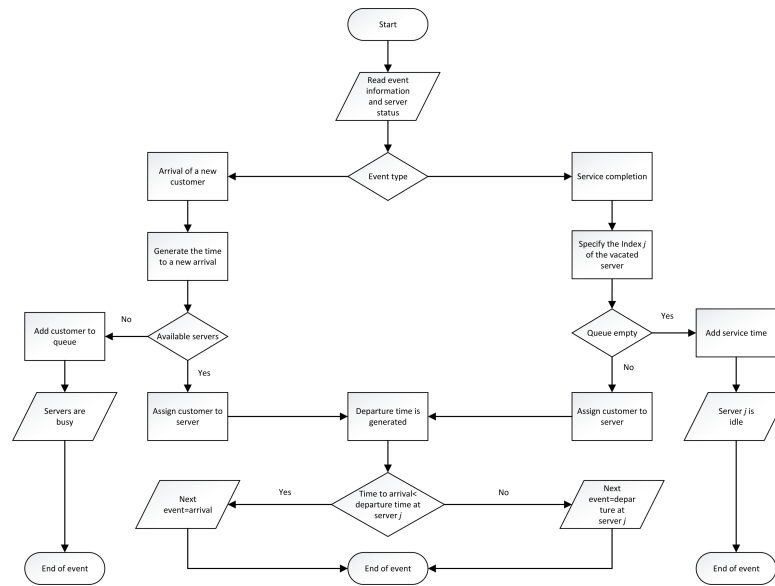 Start
Read event
information
and server
status
Arrival of a new
customer
Event type
Service completion
Generate the time
to a new arrival
Specify the Index j
of the vacated
server
No
Yes
Add customer to
queue
Available servers
Queue empty
Add service time
Yes
No
Servers are
busy
Assign customer to
server
Departure time is
generated
Assign customer to
server
Server j is
idle
Yes
No
Next
event=arrival
Time to arrival<
departure time at
server j
Next
event=depar
ture at
server j
End of event
End of event
End of event